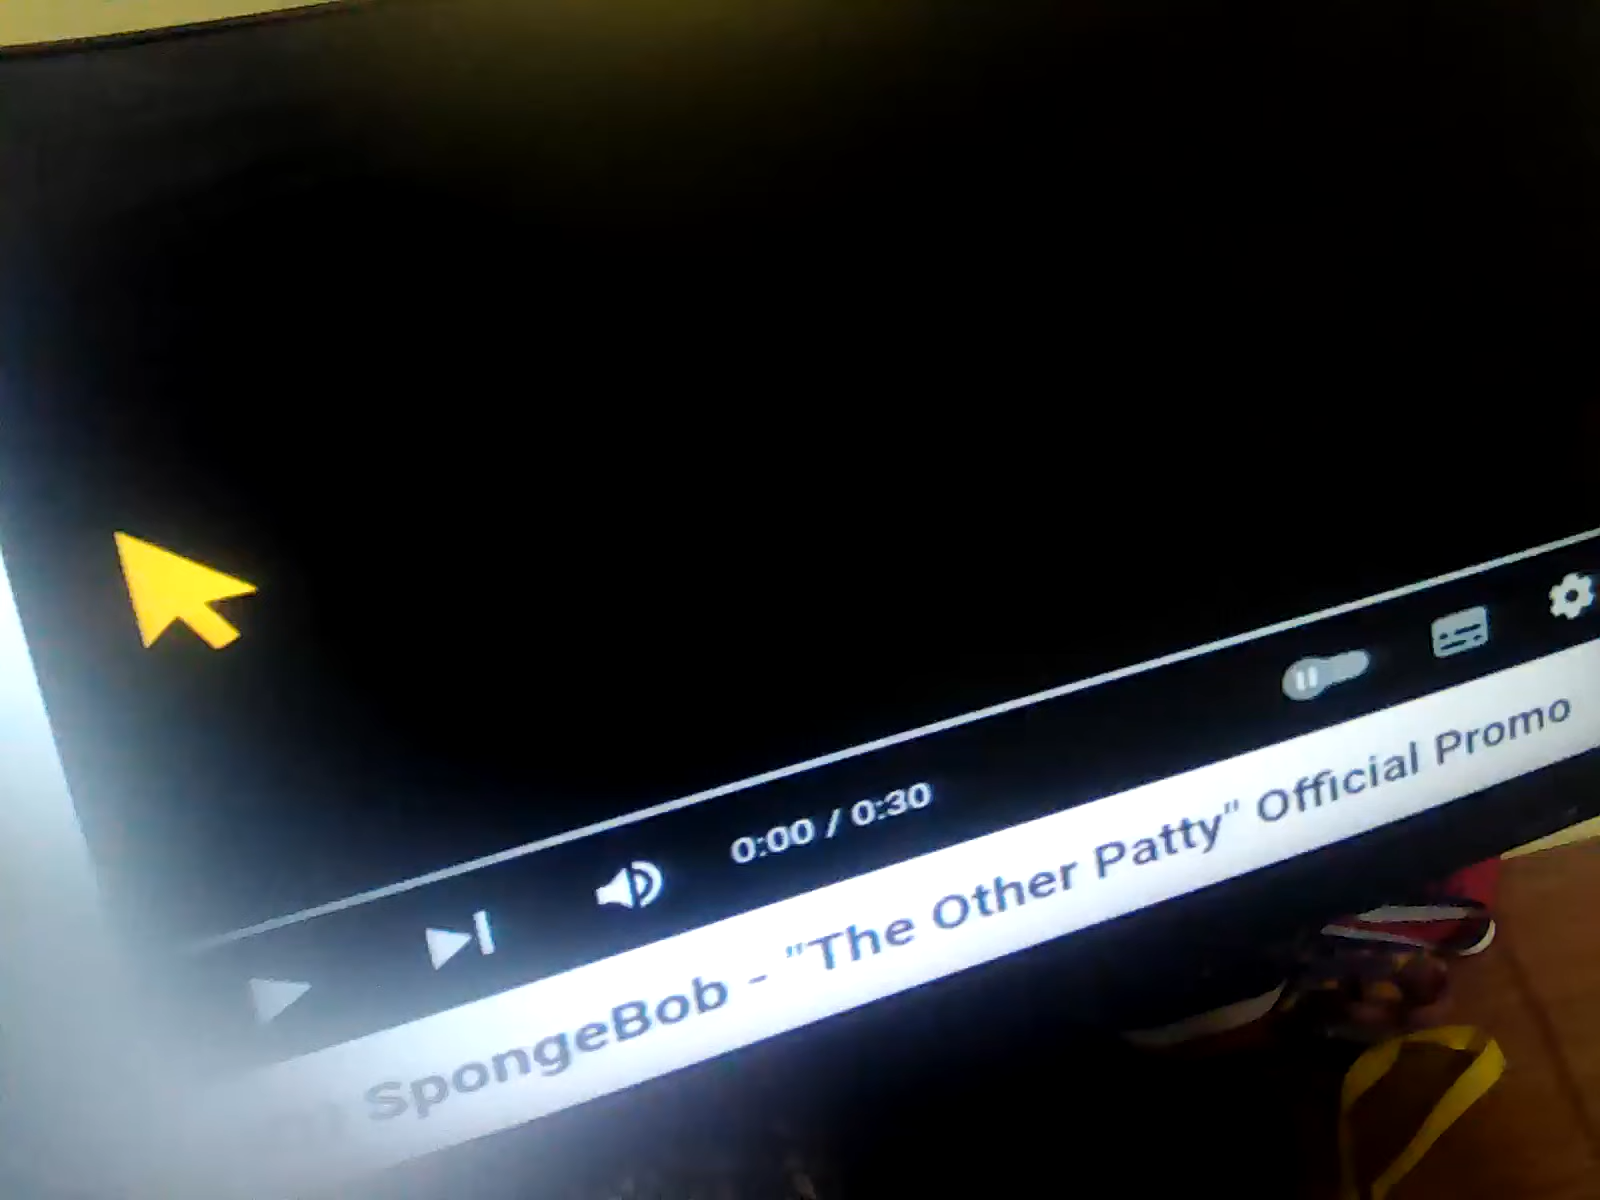 0:00 / 0:30
SpongeBob - "The Other Patty" Official Promo